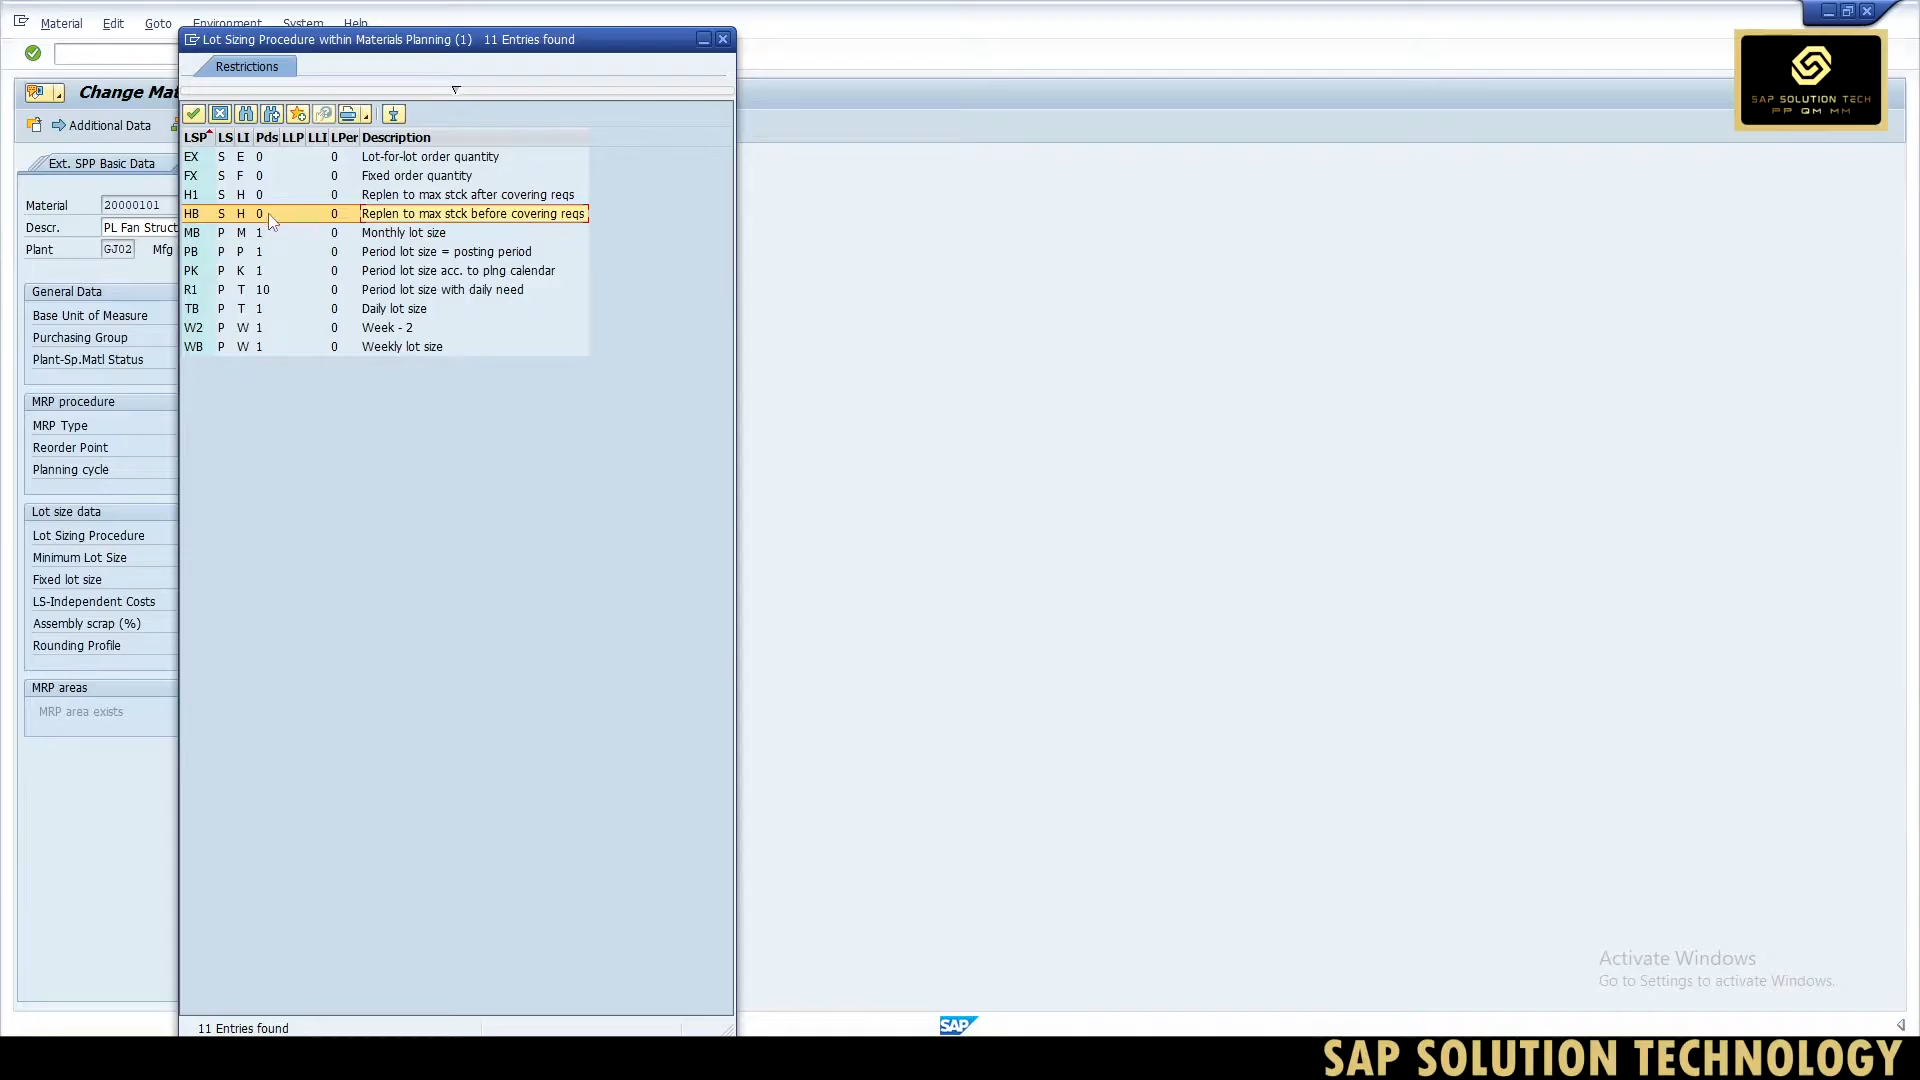 Material Edit Goto Environment System Help
Lot Sizing Procedure within Materials Planning (1) 11 Entries found
Restrictions
SAP SOLUTION TECH
PP QM MM
Change Mat
Additional Data
Ext. SPP Basic Data
Material 20000101
Descr. PL Fan Struct
Plant GJ02 Mfg
General Data
Base Unit of Measure
Purchasing Group
Plant-Sp.Matl Status
MRP procedure
MRP Type
Reorder Point
Planning cycle
Lot size data
Lot Sizing Procedure
Minimum Lot Size
Fixed lot size
LS-Independent Costs
Assembly scrap (%)
Rounding Profile
MRP areas
MRP area exists
LSP LS LI Pds LLP LLI LPer Description
EX S E 0 0 Lot-for-lot order quantity
FX S F 0 0 Fixed order quantity
H1 S H 0 0 Replen to max stck after covering reqs
HB S H 0 0 Replen to max stck before covering reqs
MB P M 1 0 Monthly lot size
PB P P 1 0 Period lot size = posting period
PK P K 1 0 Period lot size acc. to plng calendar
R1 P T 10 0 Period lot size with daily need
TB P T 1 0 Daily lot size
W2 P W 1 0 Week - 2
WB P W 1 0 Weekly lot size
11 Entries found
Activate Windows
Go to Settings to activate Windows.
SAP
SAP SOLUTION TECHNOLOGY